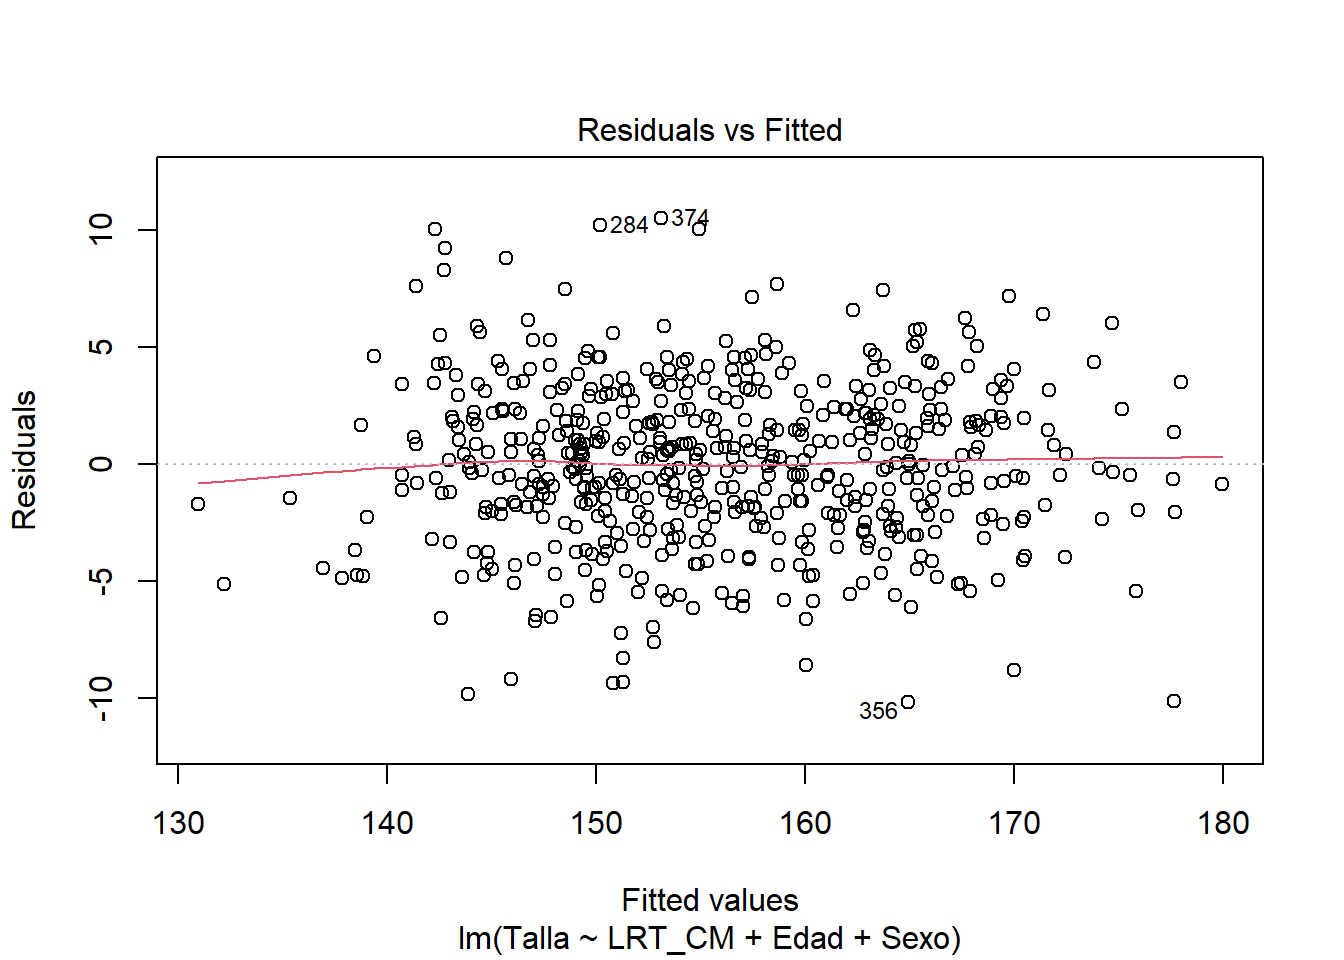 Residuals vs Fitted
Residuals
10
5
0
-5
-10
284
374
356
130 140 150 160 170 180
Fitted values
lm(Talla ~ LRT_CM + Edad + Sexo)